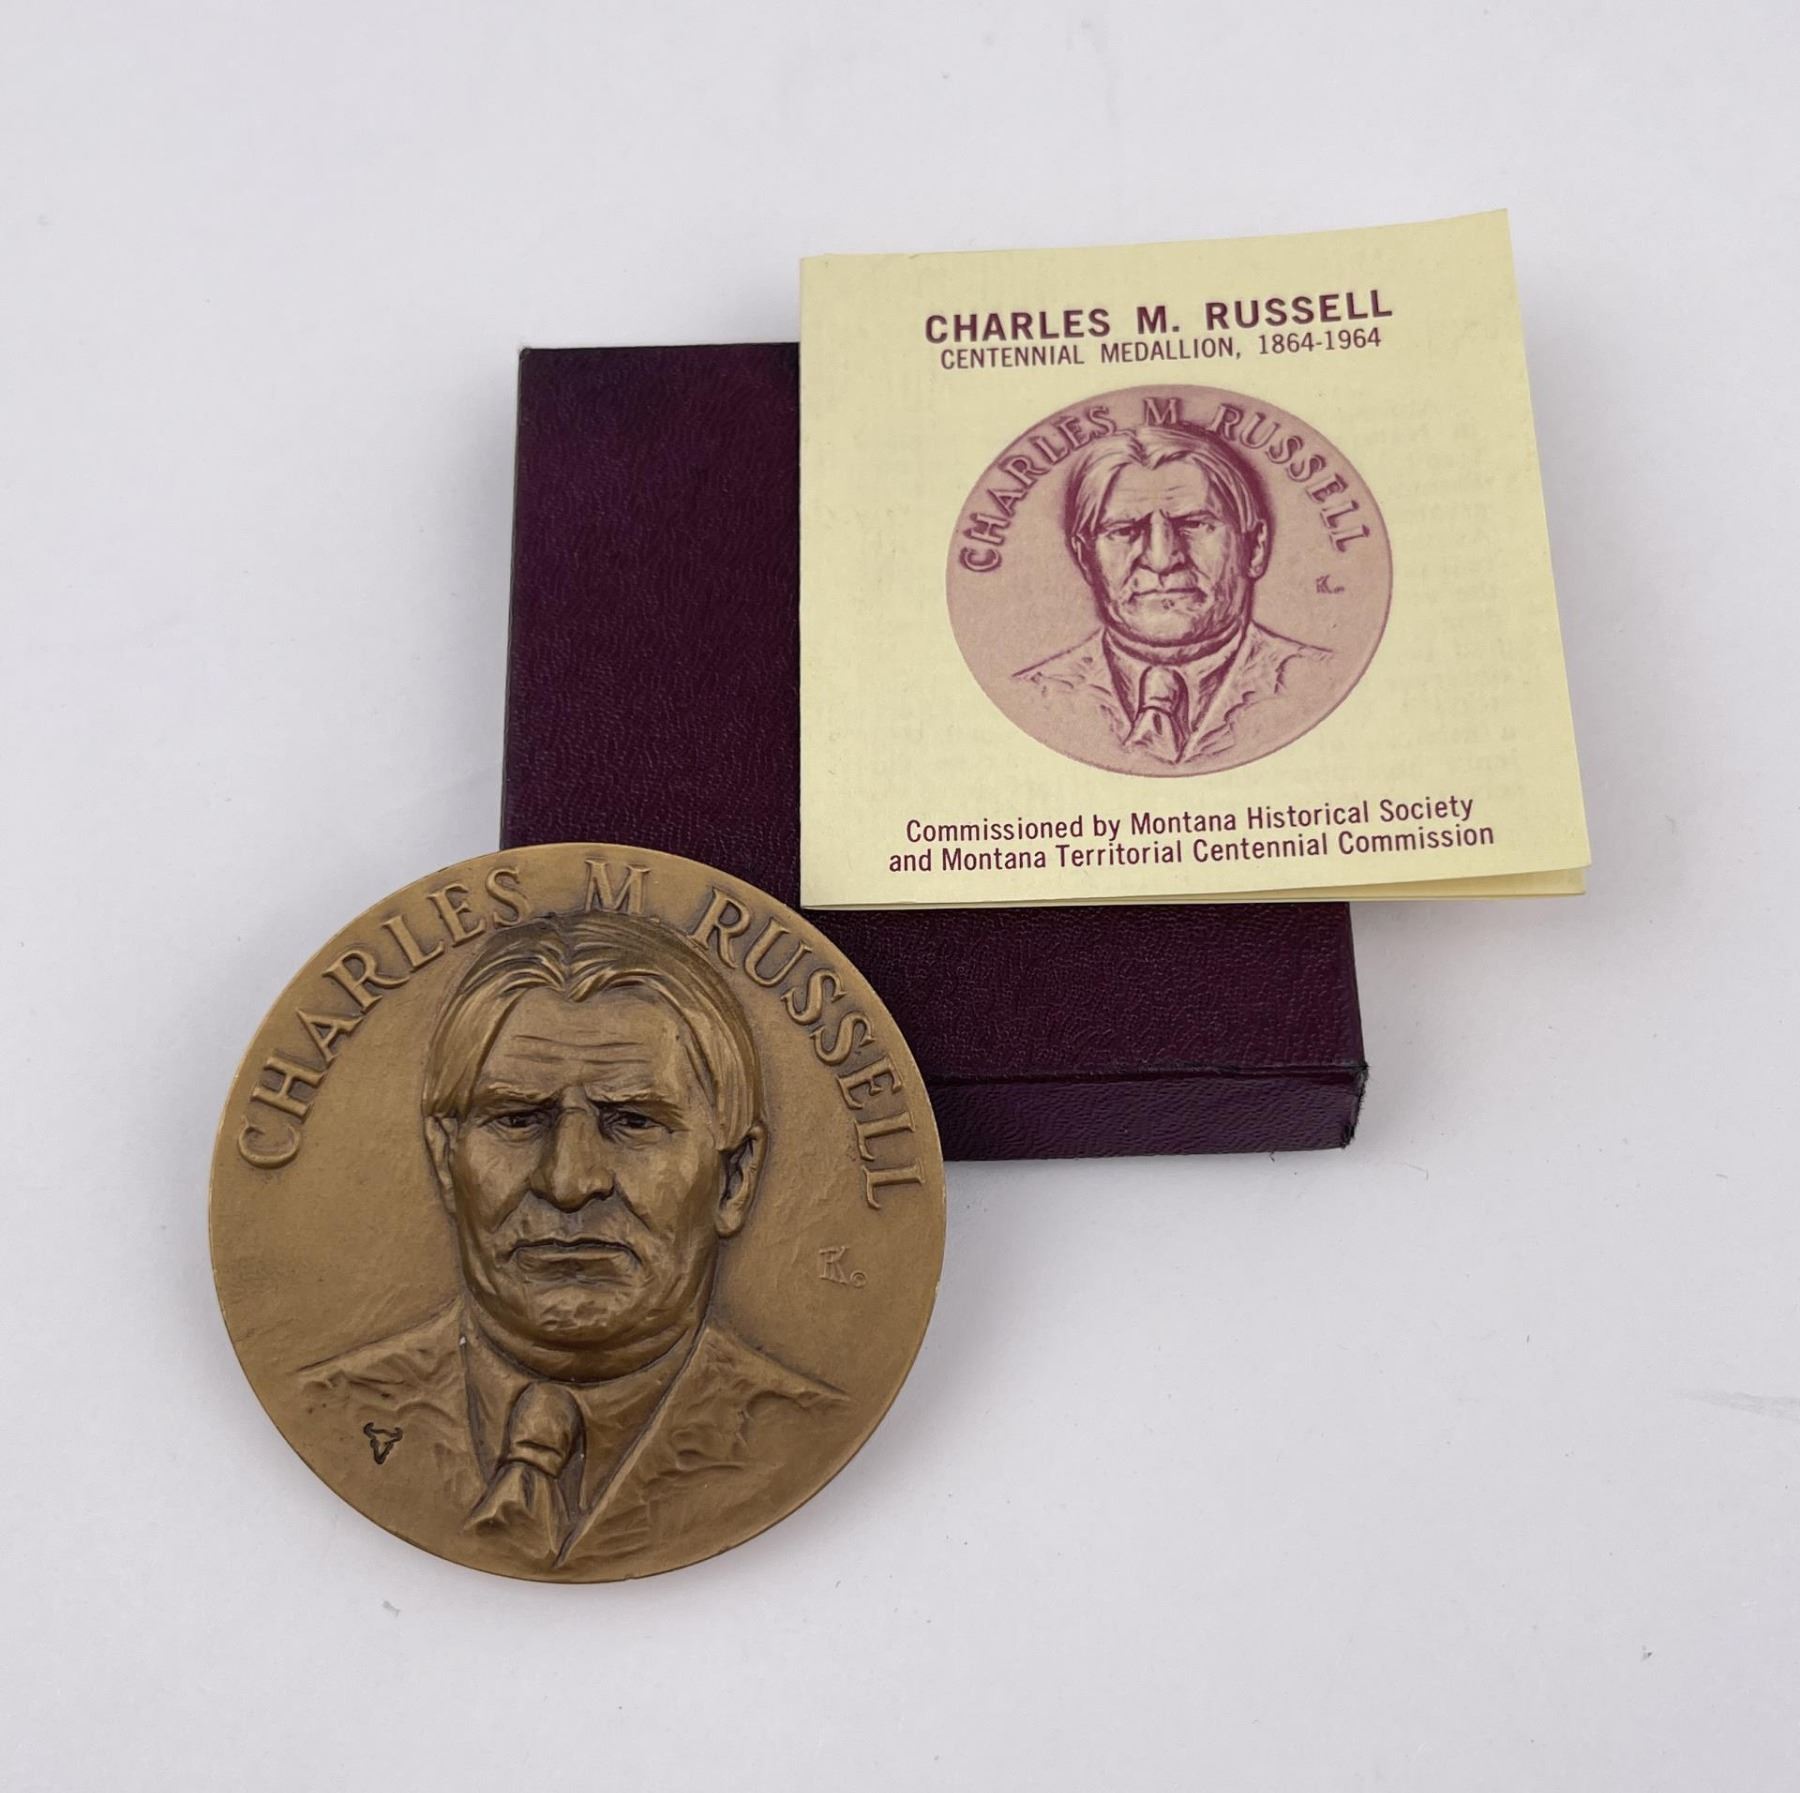 CHARLES M. RUSSELL
CENTENNIAL MEDALLION, 1864-1964
CHARLES M RUSSELL
K
Commissioned by Montana Historical Society
and Montana Territorial Centennial Commission
CHARLES M RUSSELL
K ©